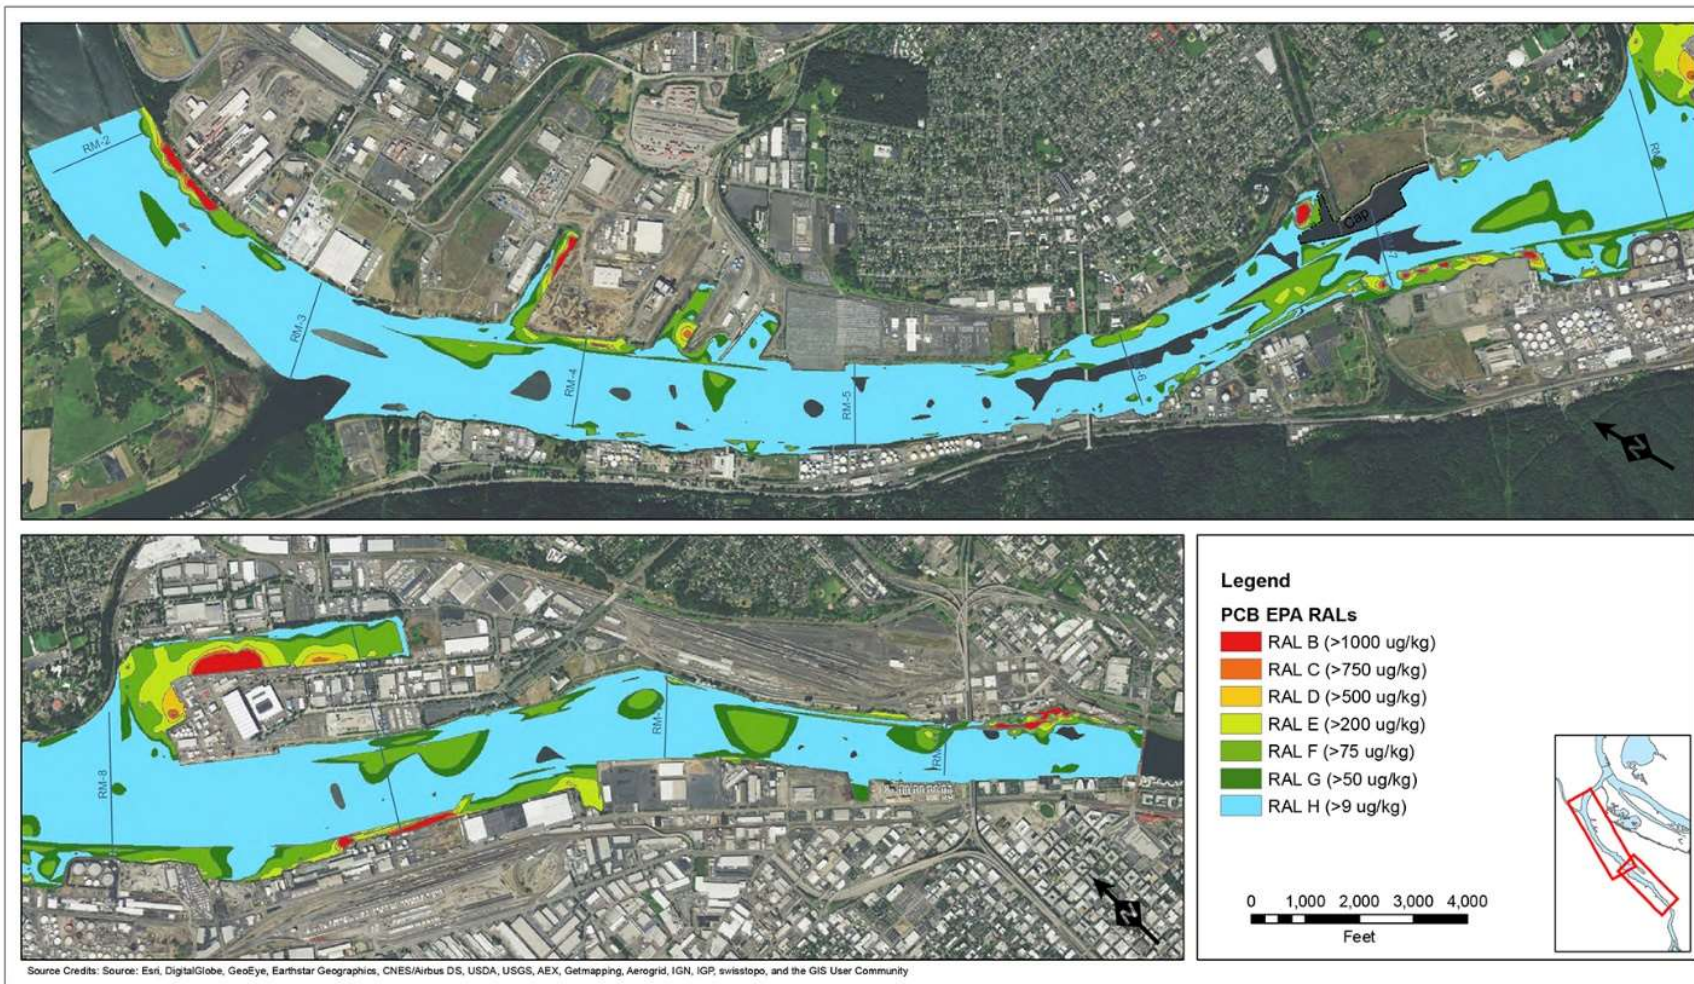 RM-2
RM-3
RM-4
RM-5
RM-7
Cap
N
RM-8
N
Legend
PCB EPA RALs
RAL B (>1000 ug/kg)
RAL C (>750 ug/kg)
RAL D (>500 ug/kg)
RAL E (>200 ug/kg)
RAL F (>75 ug/kg)
RAL G (>50 ug/kg)
RAL H (>9 ug/kg)
0 1,000 2,000 3,000 4,000
Feet
Source Credits: Source: Esri, DigitalGlobe, GeoEye, Earthstar Geographics, CNES/Airbus DS, USDA, USGS, AEX, Getmapping, Aerogrid, IGN, IGP, swisstopo, and the GIS User Community